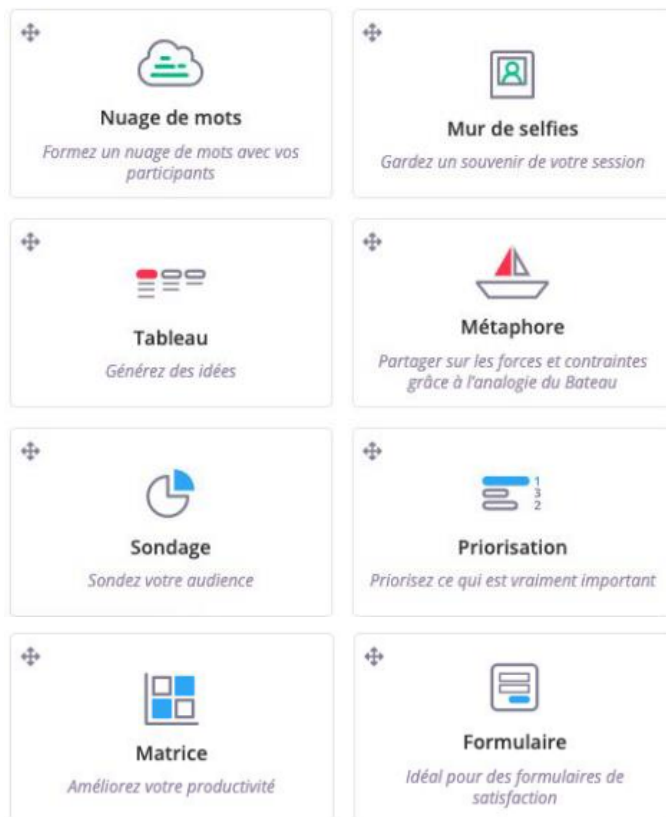 Nuage de mots
Formez un nuage de mots avec vos
participants
Mur de selfies
Gardez un souvenir de votre session
Tableau
Générez des idées
Métaphore
Partager sur les forces et contraintes
grâce à l'analogie du Bateau
Sondage
Sondez votre audience
1
3
2
Priorisation
Priorisez ce qui est vraiment important
Matrice
Améliorez votre productivité
Formulaire
Idéal pour des formulaires de
satisfaction